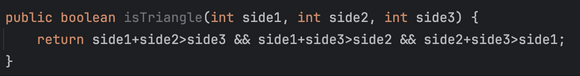 public boolean isTriangle(int side1, int side2, int side3) {
    return side1+side2>side3 && side1+side3>side2 && side2+side3>side1;
}